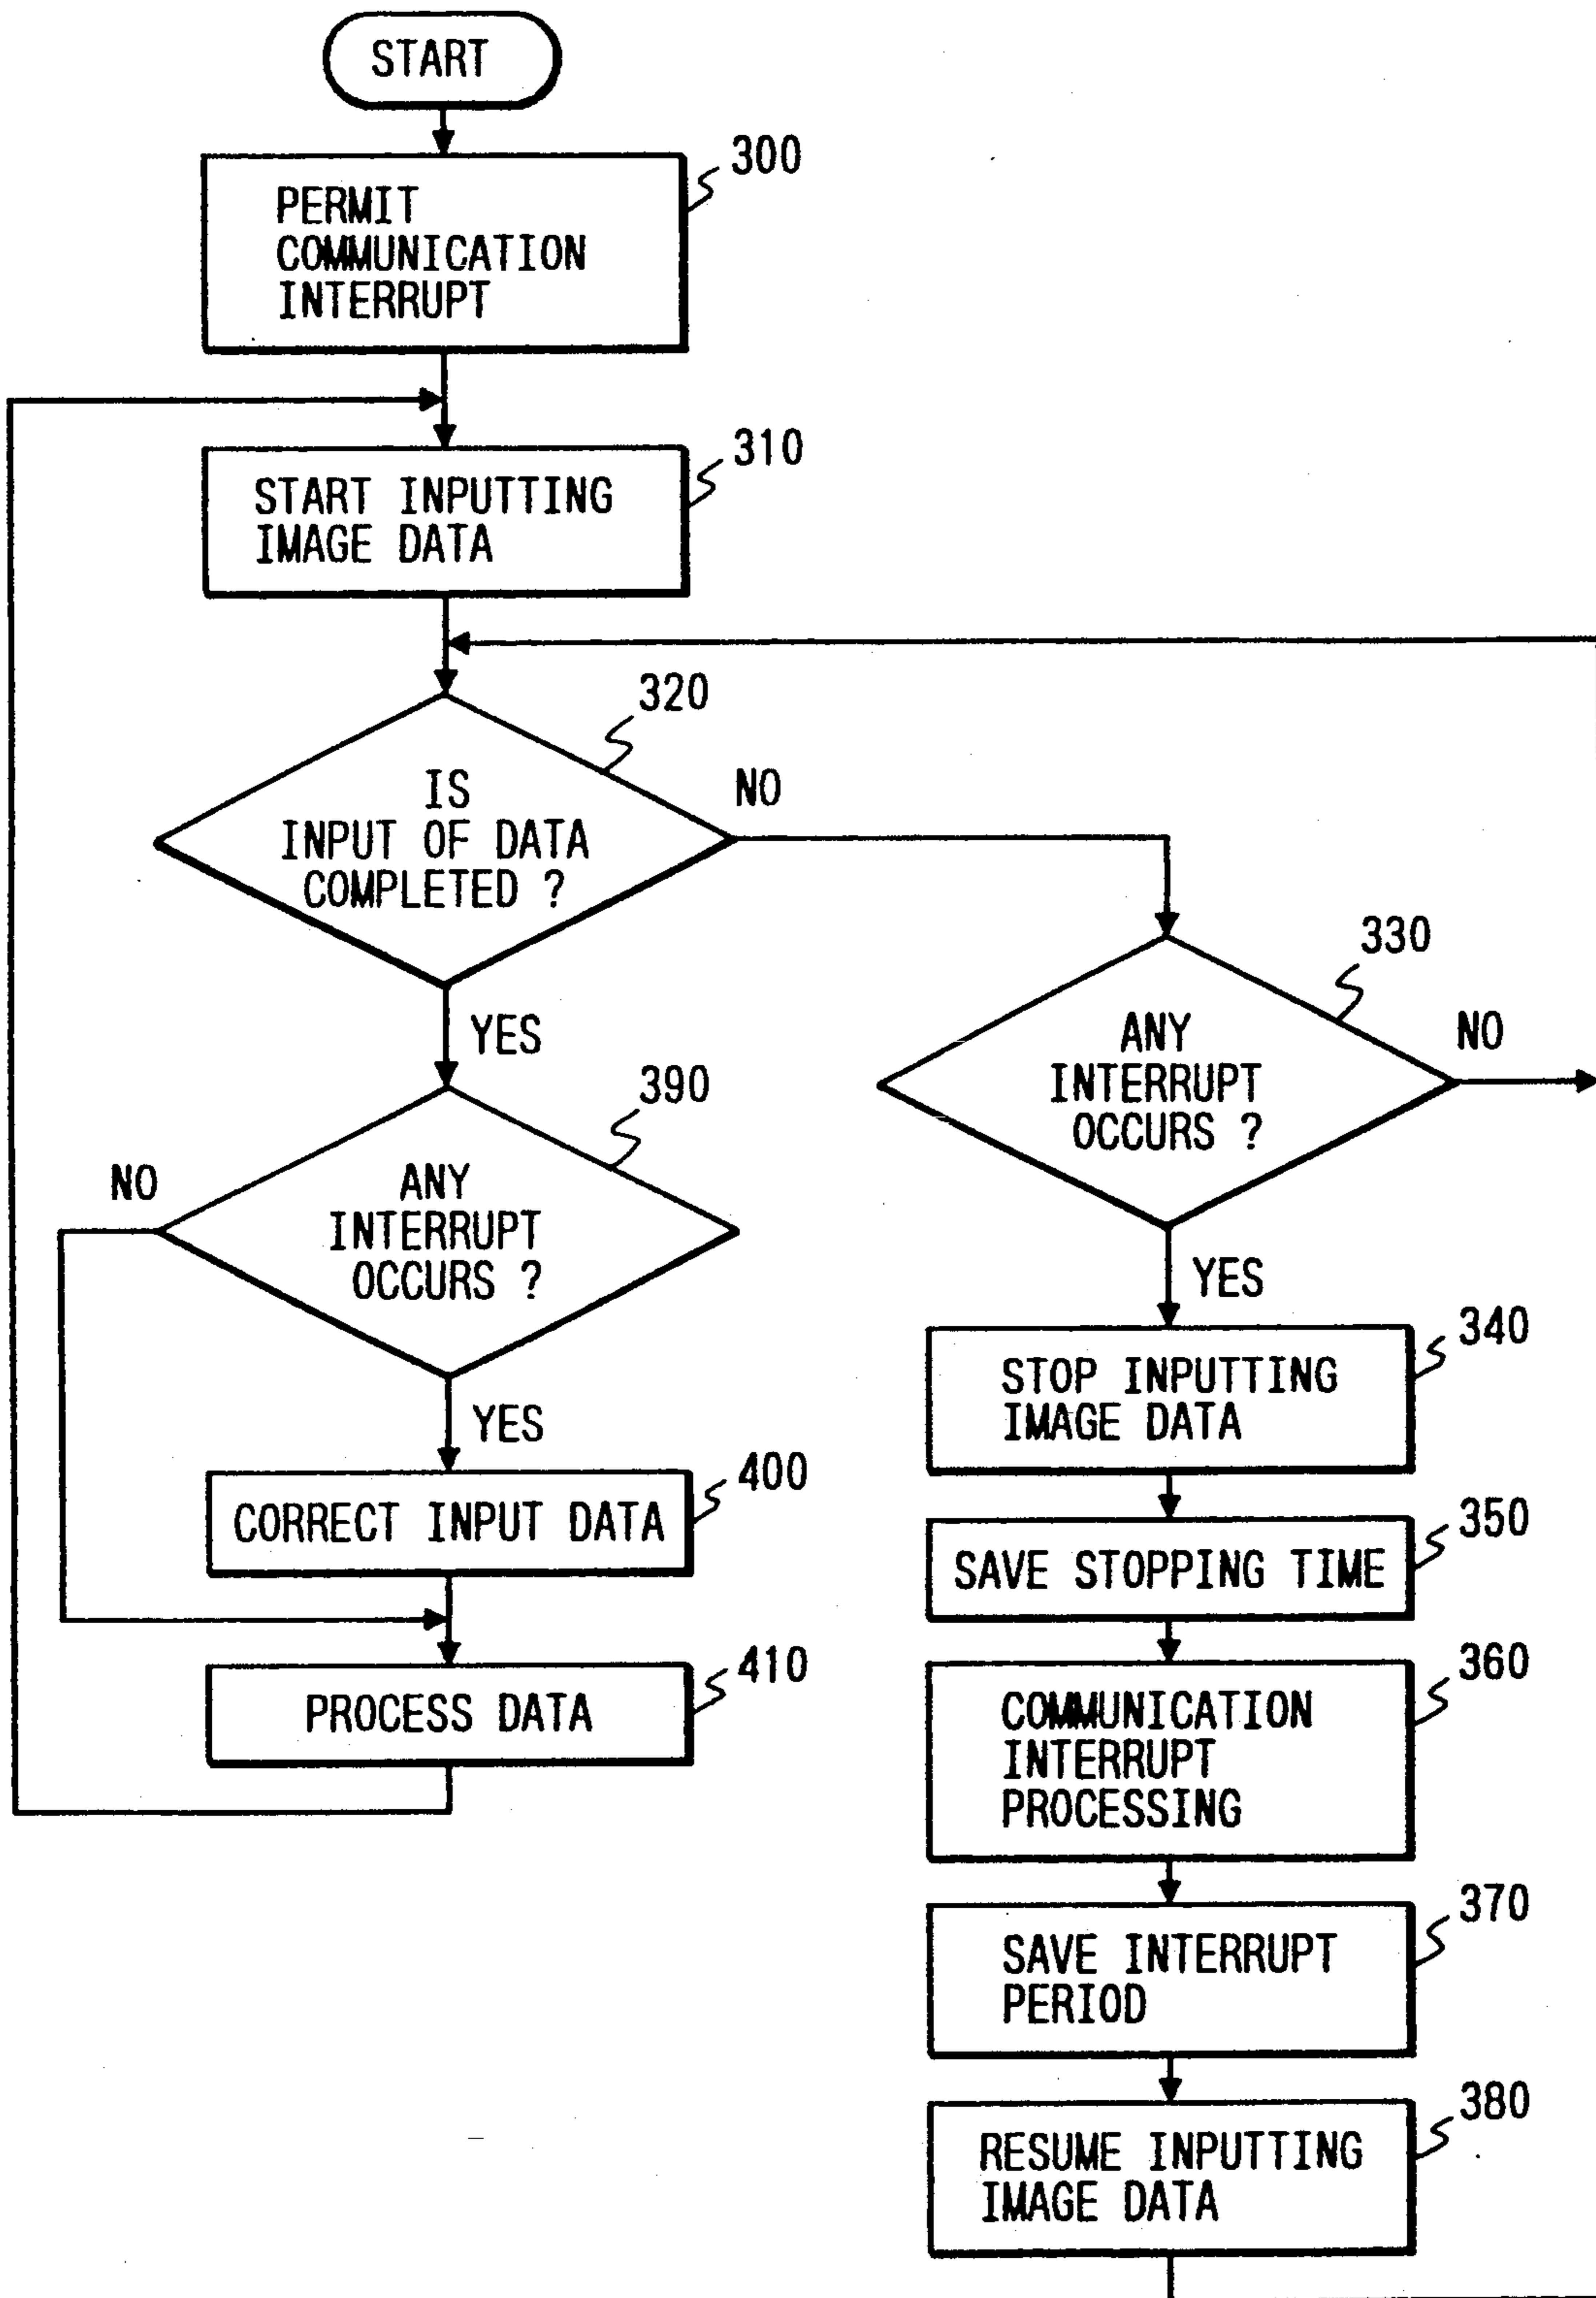 START
300
PERMIT
COMMUNICATION
INTERRUPT
310
START INPUTTING
IMAGE DATA
320
IS
INPUT OF DATA
COMPLETED ?
NO
YES
330
ANY
INTERRUPT
OCCURS ?
NO
YES
340
STOP INPUTTING
IMAGE DATA
350
SAVE STOPPING TIME
360
COMMUNICATION
INTERRUPT
PROCESSING
370
SAVE INTERRUPT
PERIOD
380
RESUME INPUTTING
IMAGE DATA
390
ANY
INTERRUPT
OCCURS ?
NO
YES
400
CORRECT INPUT DATA
410
PROCESS DATA